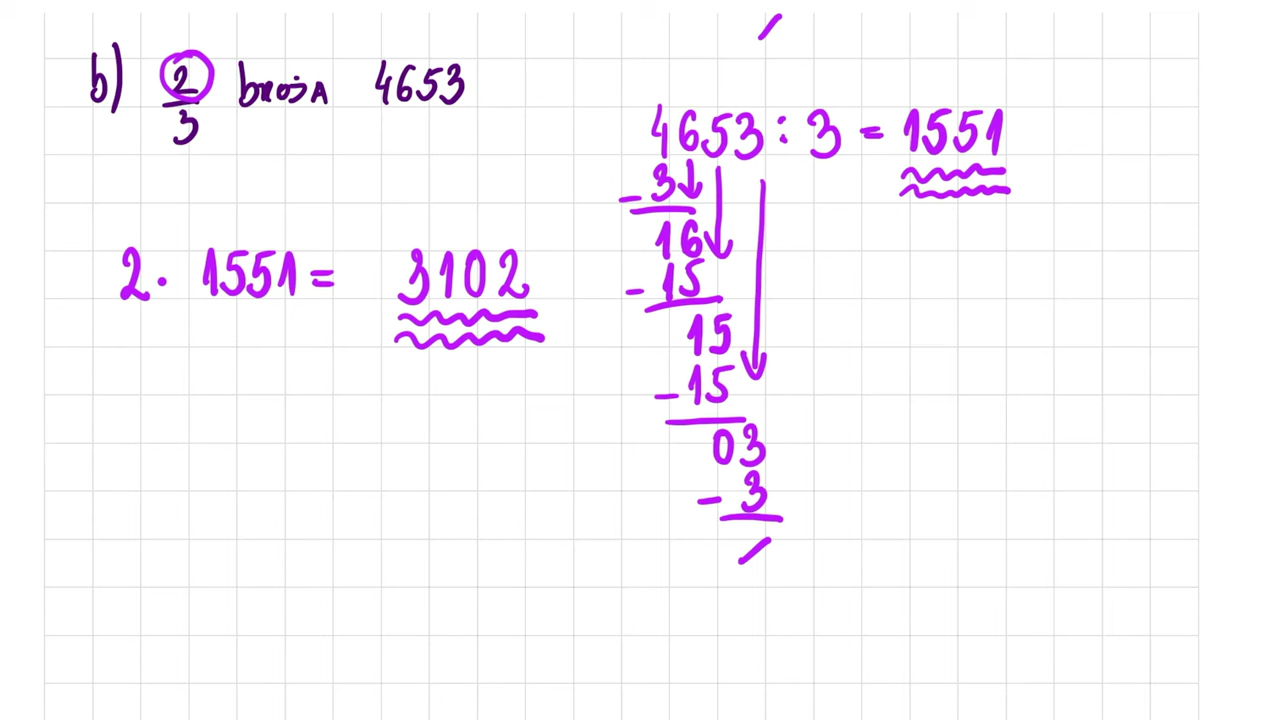 b) 2/3 broja 4653
4653 : 3 = 1551
- 3
16
- 15
15
- 15
03
- 3
/
2 · 1551 = 3102